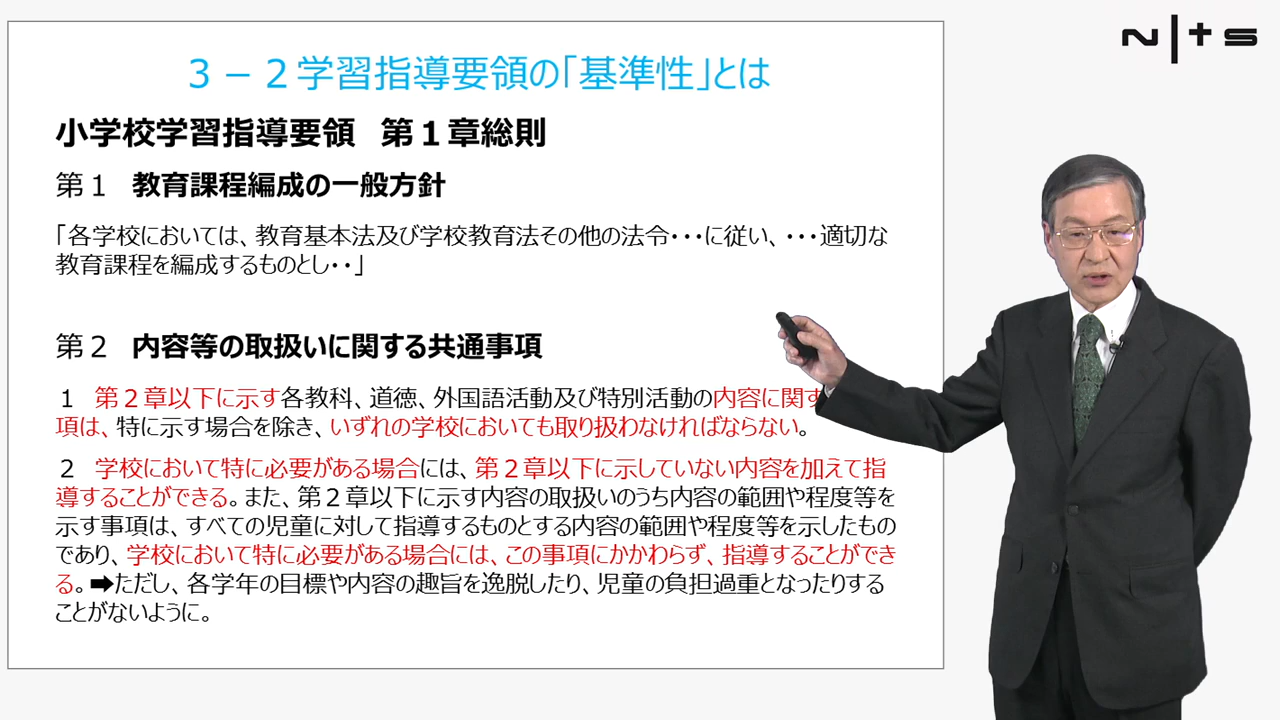 NITS
3－2学習指導要領の「基準性」とは
小学校学習指導要領 第1章総則
第1 教育課程編成の一般方針
「各学校においては、教育基本法及び学校教育法その他の法令・・・に従い、・・・適切な
教育課程を編成するものとし・・」
第2 内容等の取扱いに関する共通事項
1 第2章以下に示す各教科、道徳、外国語活動及び特別活動の内容に関す
項は、特に示す場合を除き、いずれの学校においても取り扱わなければならない。
2 学校において特に必要がある場合には、第2章以下に示していない内容を加えて指
導することができる。また、第2章以下に示す内容の取扱いのうち内容の範囲や程度等を
示す事項は、すべての児童に対して指導するものとする内容の範囲や程度等を示したもの
であり、学校において特に必要がある場合には、この事項にかかわらず、指導することができ
る。➡ただし、各学年の目標や内容の趣旨を逸脱したり、児童の負担過重となったりする
ことがないように。